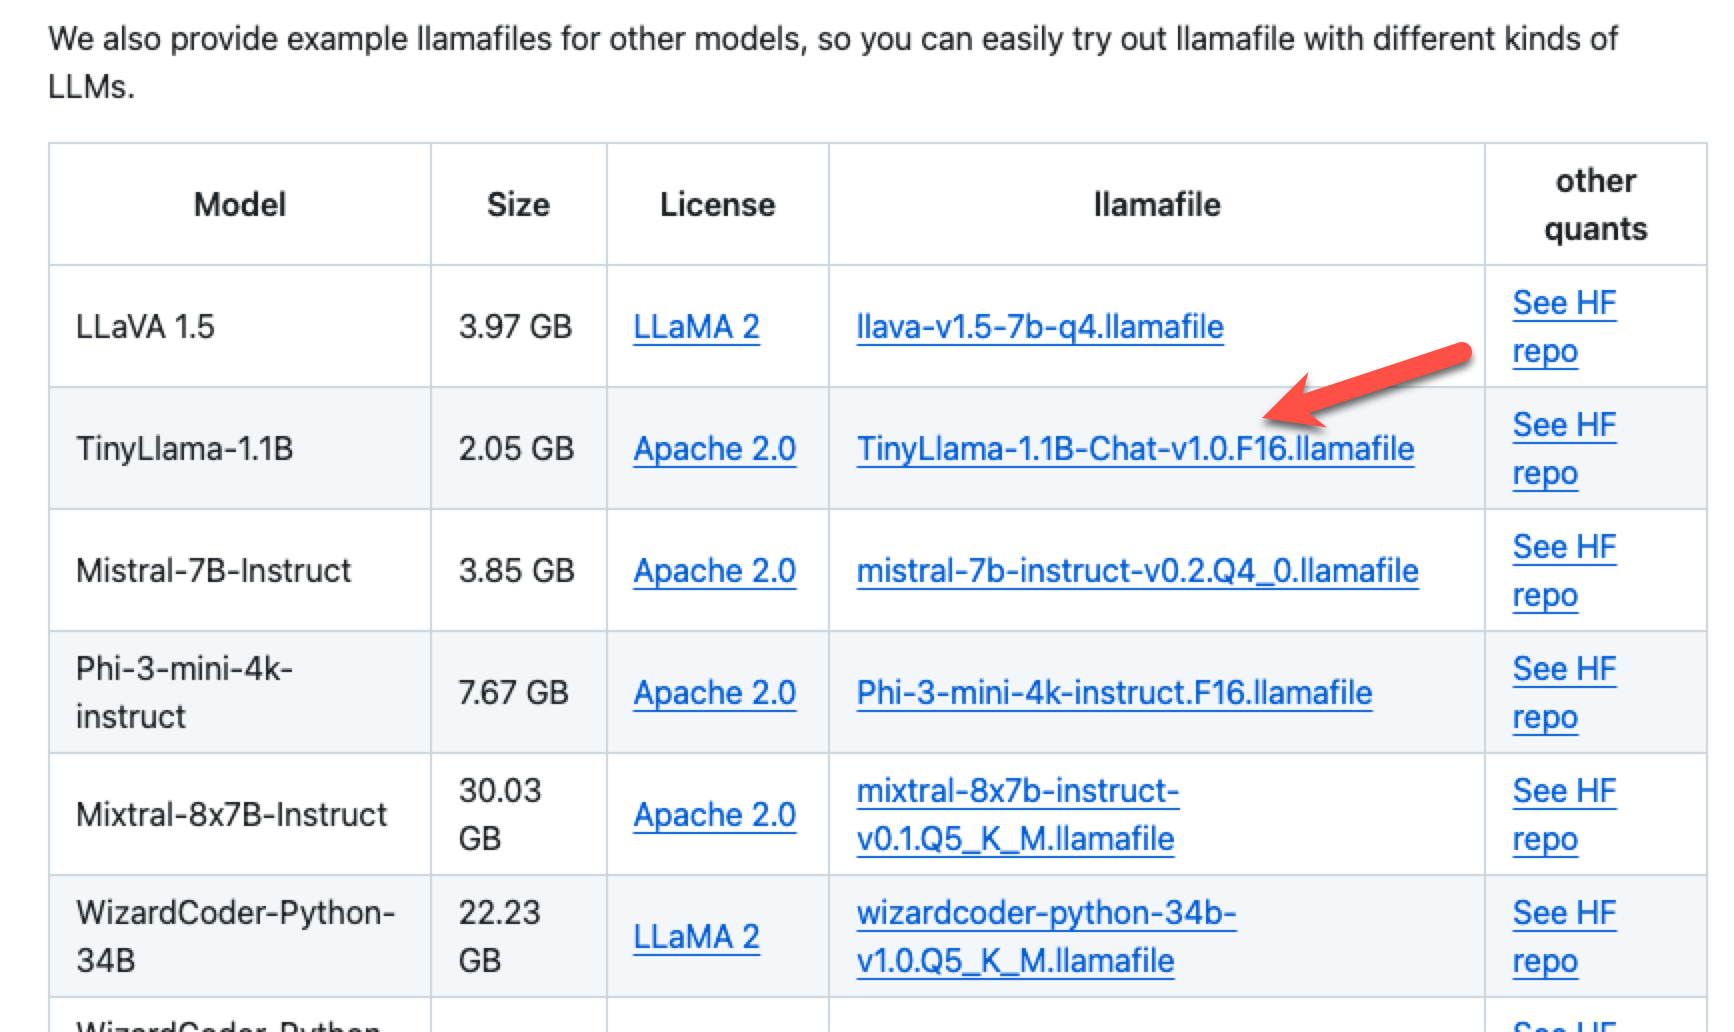 We also provide example llamafiles for other models, so you can easily try out llamafile with different kinds of
LLMs.
Model Size License llamafile other quants
LLaVA 1.5 3.97 GB LLaMA 2 llava-v1.5-7b-q4.llamafile See HF repo
TinyLlama-1.1B 2.05 GB Apache 2.0 TinyLlama-1.1B-Chat-v1.0.F16.llamafile See HF repo
Mistral-7B-Instruct 3.85 GB Apache 2.0 mistral-7b-instruct-v0.2.Q4_0.llamafile See HF repo
Phi-3-mini-4k-instruct 7.67 GB Apache 2.0 Phi-3-mini-4k-instruct.F16.llamafile See HF repo
Mixtral-8x7B-Instruct 30.03 GB Apache 2.0 mixtral-8x7b-instruct-v0.1.Q5_K_M.llamafile See HF repo
WizardCoder-Python-34B 22.23 GB LLaMA 2 wizardcoder-python-34b-v1.0.Q5_K_M.llamafile See HF repo
WizardCoder-Python- See HF